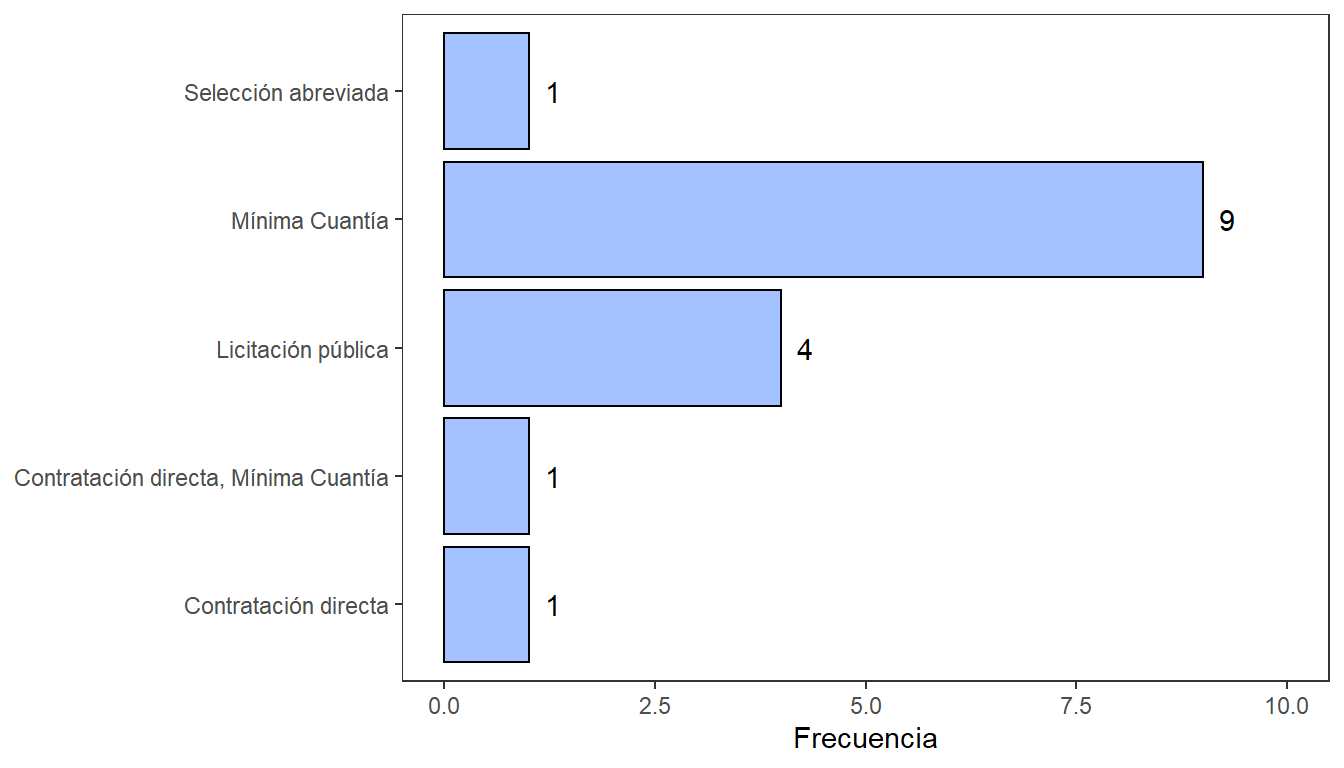 Selección abreviada
1
Mínima Cuantía
9
Licitación pública
4
Contratación directa, Mínima Cuantía
1
Contratación directa
1
0.0 2.5 5.0 7.5 10.0
Frecuencia